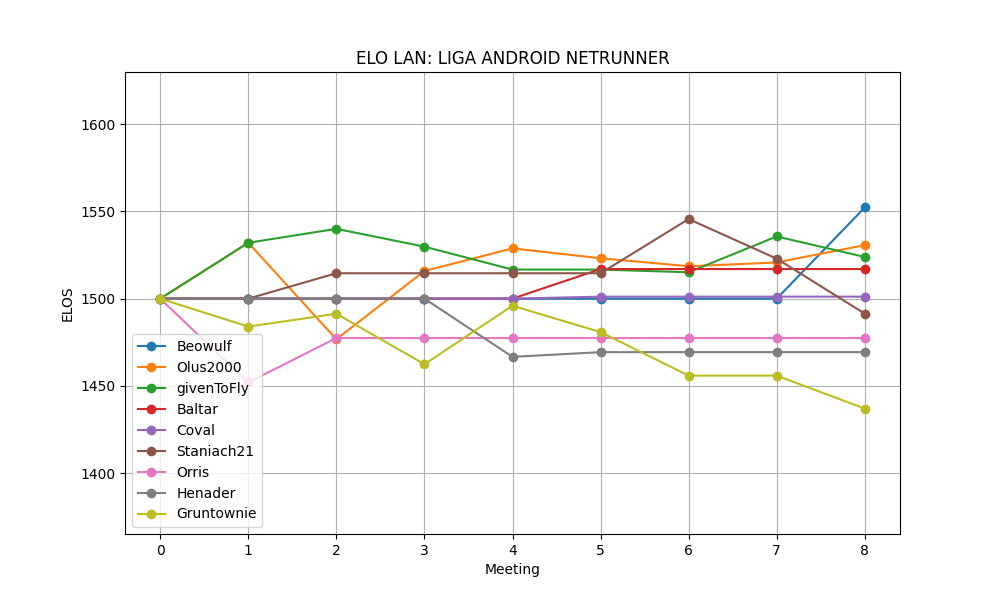 ELO LAN: LIGA ANDROID NETRUNNER
ELOS
1600
1550
1500
1450
1400
Beowulf
Olus2000
givenToFly
Baltar
Coval
Staniach21
Orris
Henader
Gruntownie
0 1 2 3 4 5 6 7 8
Meeting